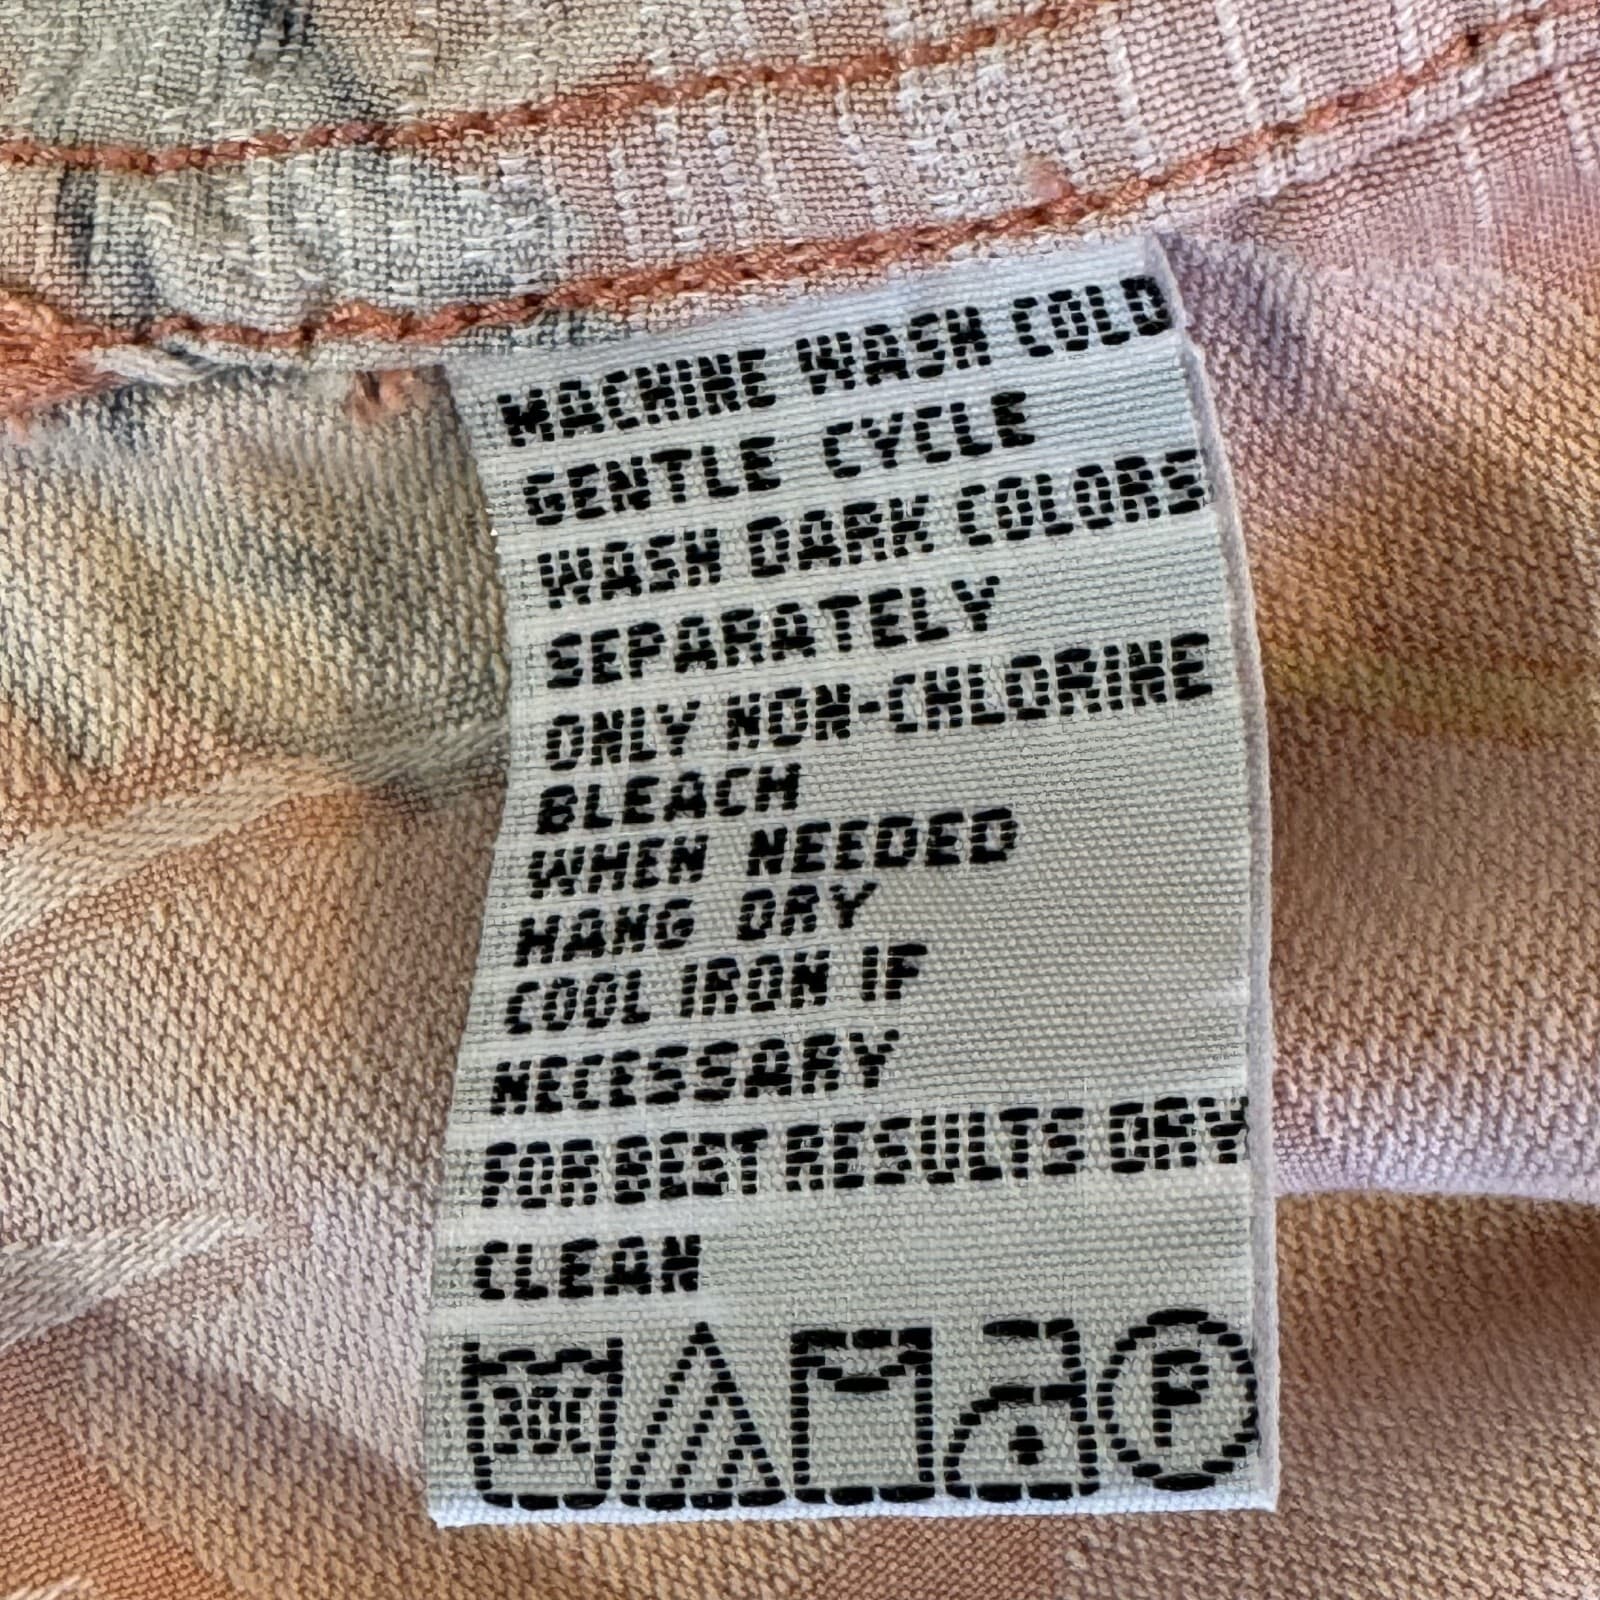 MACHINE WASH COLD
GENTLE CYCLE
WASH DARK COLORS
SEPARATELY
ONLY NON-CHLORINE
BLEACH
WHEN NEEDED
HANG DRY
COOL IRON IF
NECESSARY
FOR BEST RESULTS DRY
CLEAN
30C P